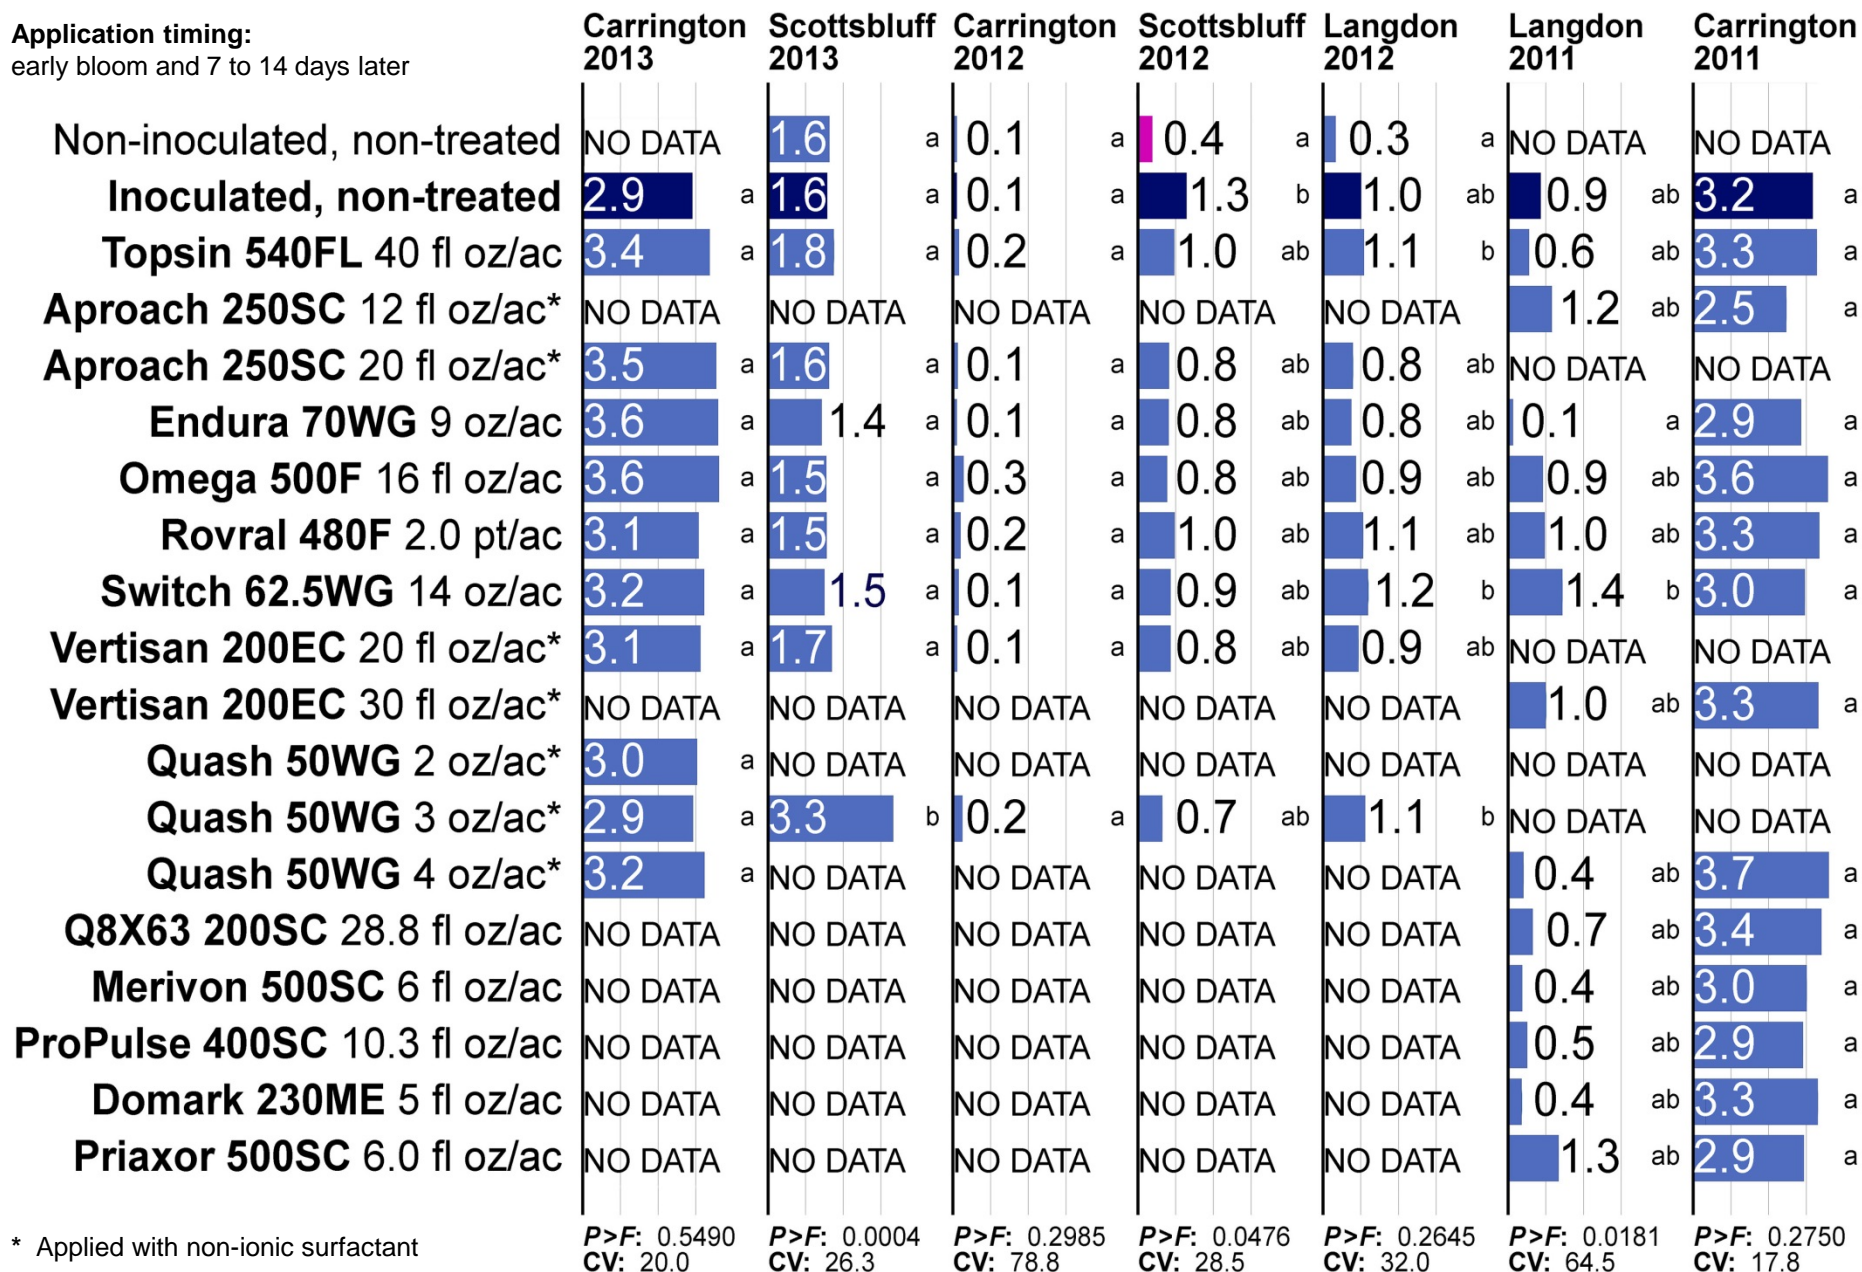 Application timing:
early bloom and 7 to 14 days later
Carrington 2013 Scottsbluff 2013 Carrington 2012 Scottsbluff 2012 Langdon 2012 Langdon 2011 Carrington 2011
Non-inoculated, non-treated NO DATA 1.6 a 0.1 a 0.4 a 0.3 a NO DATA NO DATA
Inoculated, non-treated 2.9 a 1.6 a 0.1 a 1.3 b 1.0 ab 0.9 ab 3.2 a
Topsin 540FL 40 fl oz/ac 3.4 a 1.8 a 0.2 a 1.0 ab 1.1 b 0.6 ab 3.3 a
Aproach 250SC 12 fl oz/ac* NO DATA NO DATA NO DATA NO DATA NO DATA 1.2 ab 2.5 a
Aproach 250SC 20 fl oz/ac* 3.5 a 1.6 a 0.1 a 0.8 ab 0.8 ab NO DATA NO DATA
Endura 70WG 9 oz/ac 3.6 a 1.4 a 0.1 a 0.8 ab 0.8 ab 0.1 a 2.9 a
Omega 500F 16 fl oz/ac 3.6 a 1.5 a 0.3 a 0.8 ab 0.9 ab 0.9 ab 3.6 a
Rovral 480F 2.0 pt/ac 3.1 a 1.5 a 0.2 a 1.0 ab 1.1 ab 1.0 ab 3.3 a
Switch 62.5WG 14 oz/ac 3.2 a 1.5 a 0.1 a 0.9 ab 1.2 b 1.4 b 3.0 a
Vertisan 200EC 20 fl oz/ac* 3.1 a 1.7 a 0.1 a 0.8 ab 0.9 ab NO DATA NO DATA
Vertisan 200EC 30 fl oz/ac* NO DATA NO DATA NO DATA NO DATA NO DATA 1.0 ab 3.3 a
Quash 50WG 2 oz/ac* 3.0 a NO DATA NO DATA NO DATA NO DATA NO DATA NO DATA
Quash 50WG 3 oz/ac* 2.9 a 3.3 b 0.2 a 0.7 ab 1.1 b NO DATA NO DATA
Quash 50WG 4 oz/ac* 3.2 a NO DATA NO DATA NO DATA NO DATA 0.4 ab 3.7 a
Q8X63 200SC 28.8 fl oz/ac NO DATA NO DATA NO DATA NO DATA NO DATA 0.7 ab 3.4 a
Merivon 500SC 6 fl oz/ac NO DATA NO DATA NO DATA NO DATA NO DATA 0.4 ab 3.0 a
ProPulse 400SC 10.3 fl oz/ac NO DATA NO DATA NO DATA NO DATA NO DATA 0.5 ab 2.9 a
Domark 230ME 5 fl oz/ac NO DATA NO DATA NO DATA NO DATA NO DATA 0.4 ab 3.3 a
Priaxor 500SC 6.0 fl oz/ac NO DATA NO DATA NO DATA NO DATA NO DATA 1.3 ab 2.9 a
P>F: 0.5490 P>F: 0.0004 P>F: 0.2985 P>F: 0.0476 P>F: 0.2645 P>F: 0.0181 P>F: 0.2750
CV: 20.0 CV: 26.3 CV: 78.8 CV: 28.5 CV: 32.0 CV: 64.5 CV: 17.8
* Applied with non-ionic surfactant